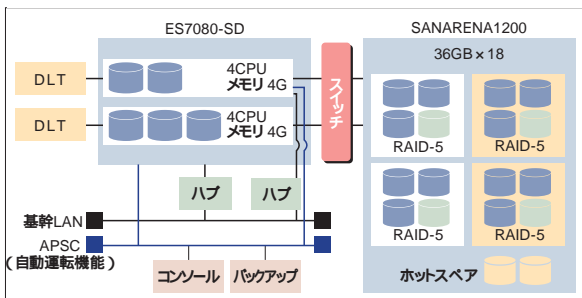 ES7080-SD
SANARENA1200
36GB×18
DLT
4CPU
メモリ 4G
DLT
4CPU
メモリ 4G
スイッチ
RAID-5
RAID-5
RAID-5
RAID-5
ホットスペア
ハブ
ハブ
基幹LAN
APSC
(自動運転機能)
コンソール
バックアップ